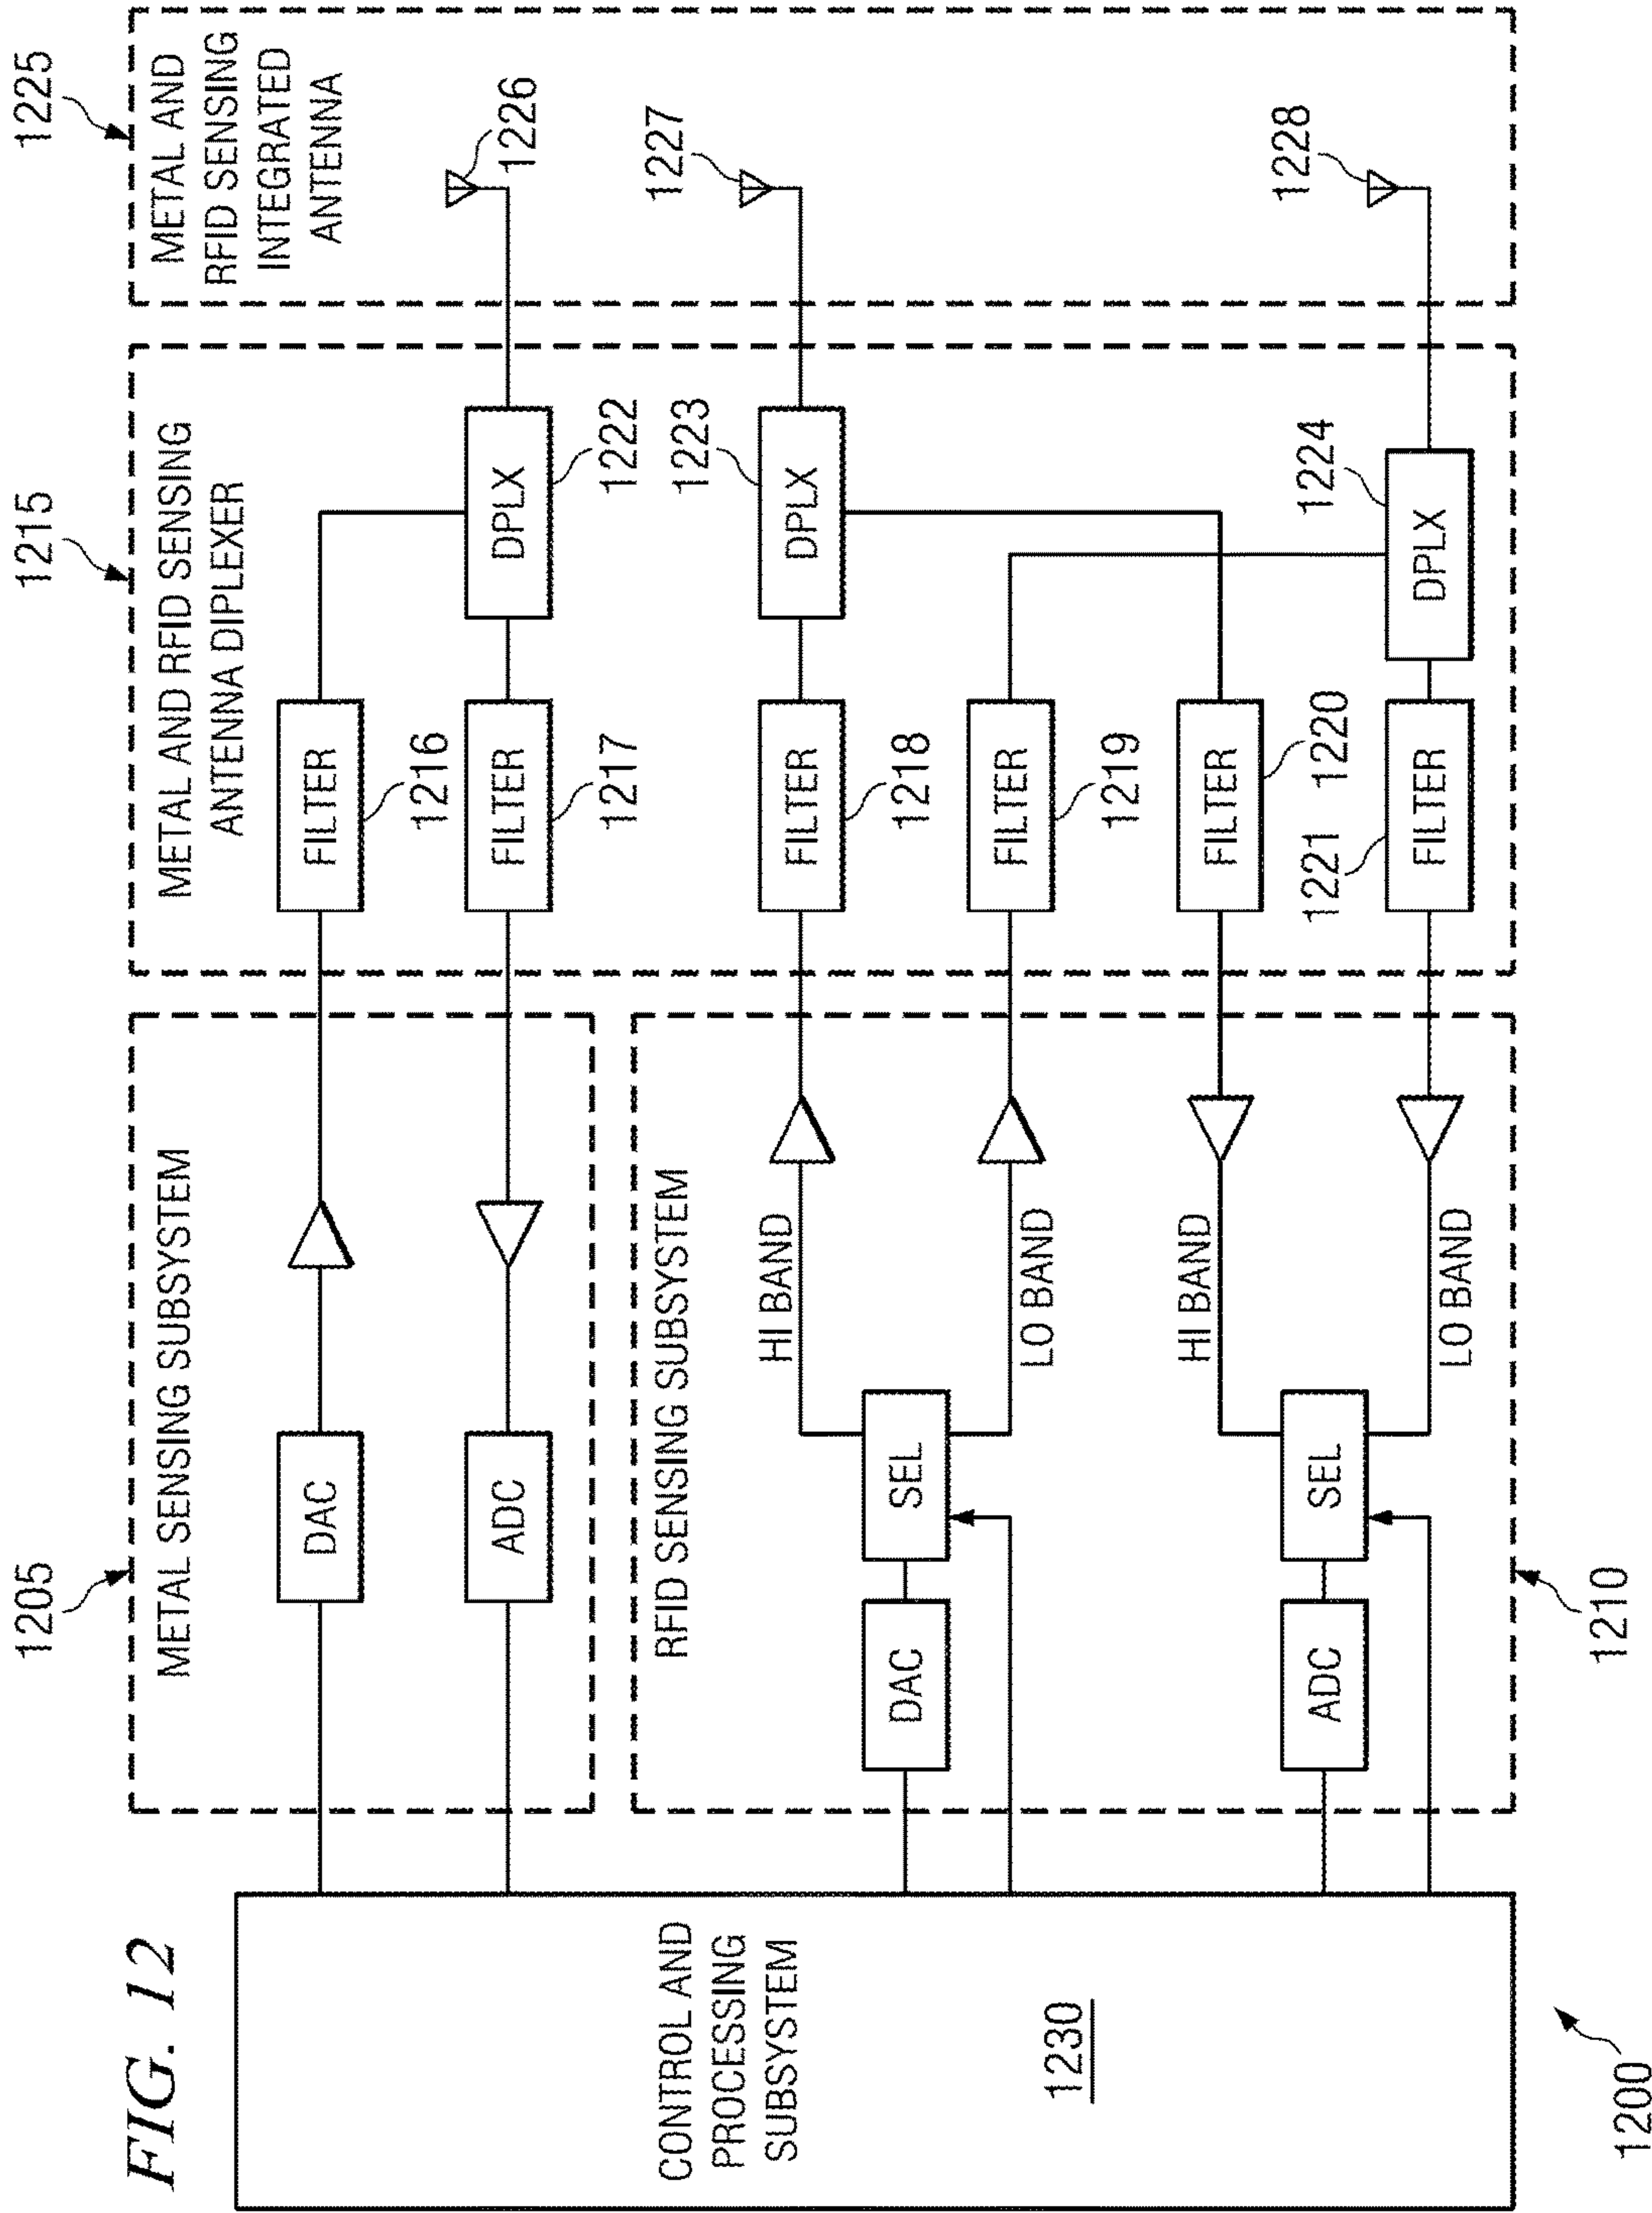 FIG. 12
1205
1215
1225
METAL SENSING SUBSYSTEM
METAL AND RFID SENSING
ANTENNA DIPLEXER
METAL AND
RFID SENSING
INTEGRATED
ANTENNA
DAC
FILTER
1216
ADC
FILTER
1217
DPLX
1222
1226
RFID SENSING SUBSYSTEM
HI BAND
FILTER
1218
DPLX
1223
1227
DAC
SEL
LO BAND
FILTER
1219
HI BAND
FILTER
1220
ADC
SEL
LO BAND
FILTER
1221
DPLX
1224
1228
CONTROL AND
PROCESSING
SUBSYSTEM
1230
1210
1200